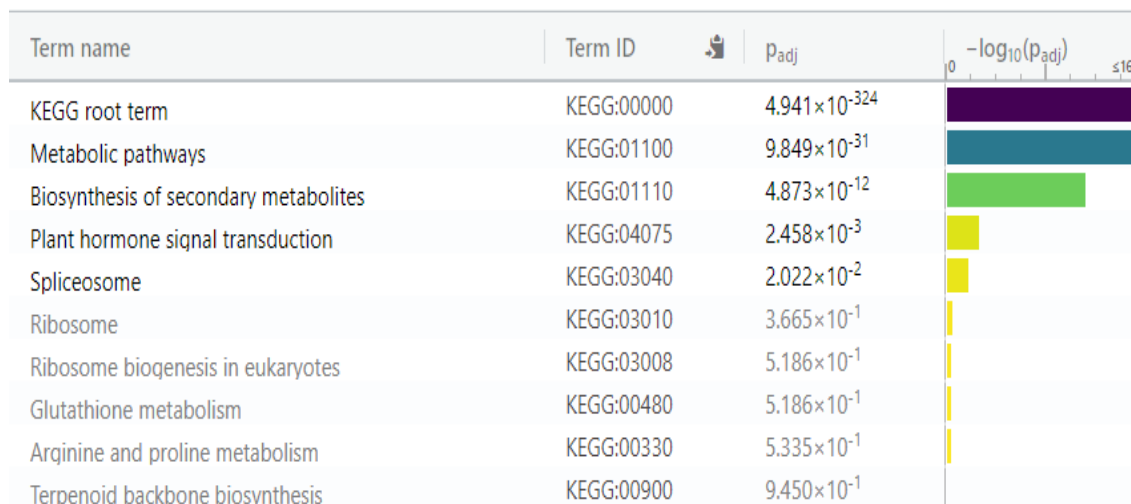 Term name Term ID p_adj −log₁₀(p_adj)
0 ≤16
KEGG root term KEGG:00000 4.941×10⁻³²⁴
Metabolic pathways KEGG:01100 9.849×10⁻³¹
Biosynthesis of secondary metabolites KEGG:01110 4.873×10⁻¹²
Plant hormone signal transduction KEGG:04075 2.458×10⁻³
Spliceosome KEGG:03040 2.022×10⁻²
Ribosome KEGG:03010 3.665×10⁻¹
Ribosome biogenesis in eukaryotes KEGG:03008 5.186×10⁻¹
Glutathione metabolism KEGG:00480 5.186×10⁻¹
Arginine and proline metabolism KEGG:00330 5.335×10⁻¹
Terpenoid backbone biosynthesis KEGG:00900 9.450×10⁻¹